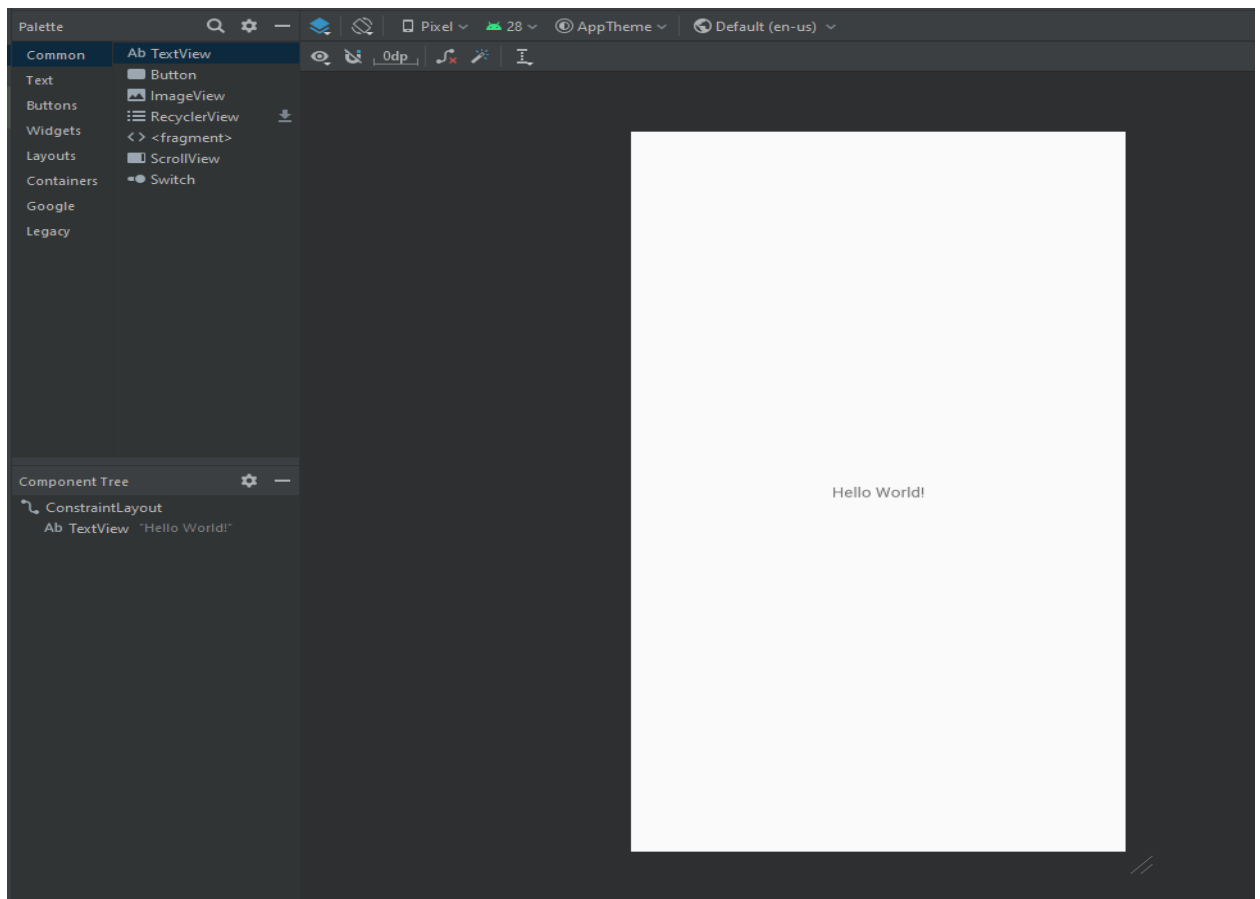 Palette
Pixel
28
AppTheme
Default (en-us)
0dp
Common
Text
Buttons
Widgets
Layouts
Containers
Google
Legacy
Ab TextView
Button
ImageView
RecyclerView
<> <fragment>
ScrollView
Switch
Component Tree
ConstraintLayout
Ab TextView "Hello World!"
Hello World!